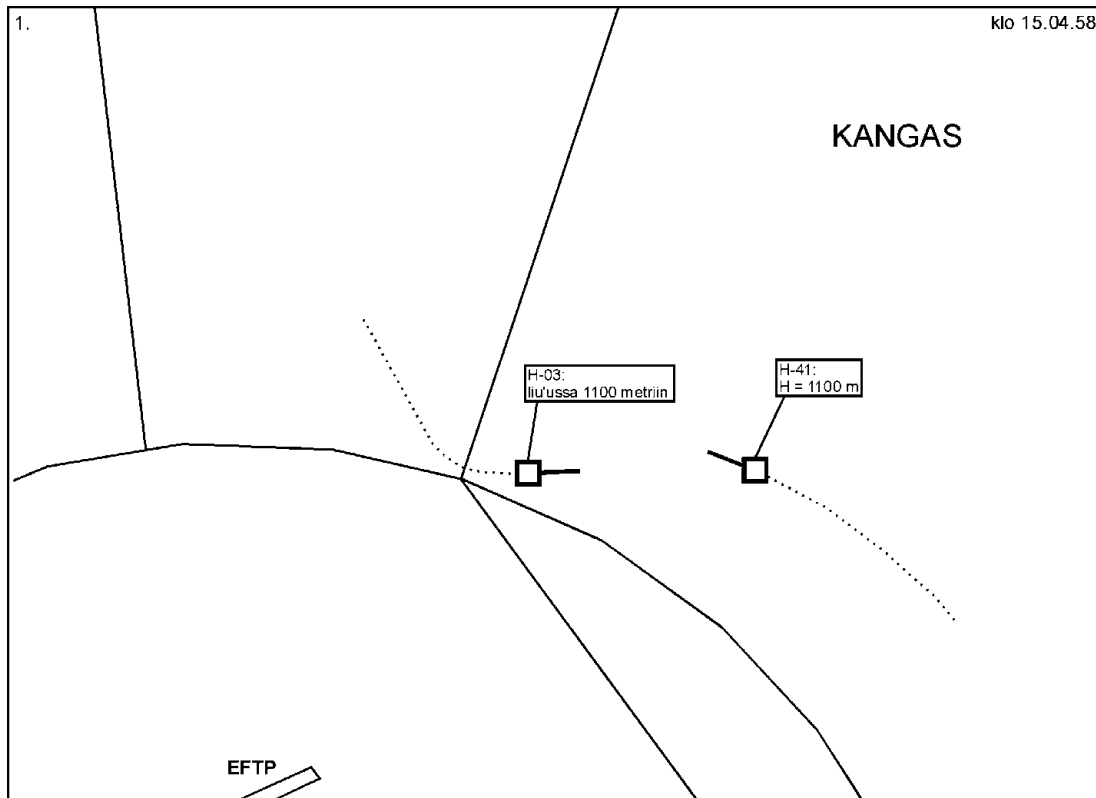 1.
klo 15.04.58
KANGAS
H-03:
liu'ussa 1100 metriin
H-41:
H = 1100 m
EFTP